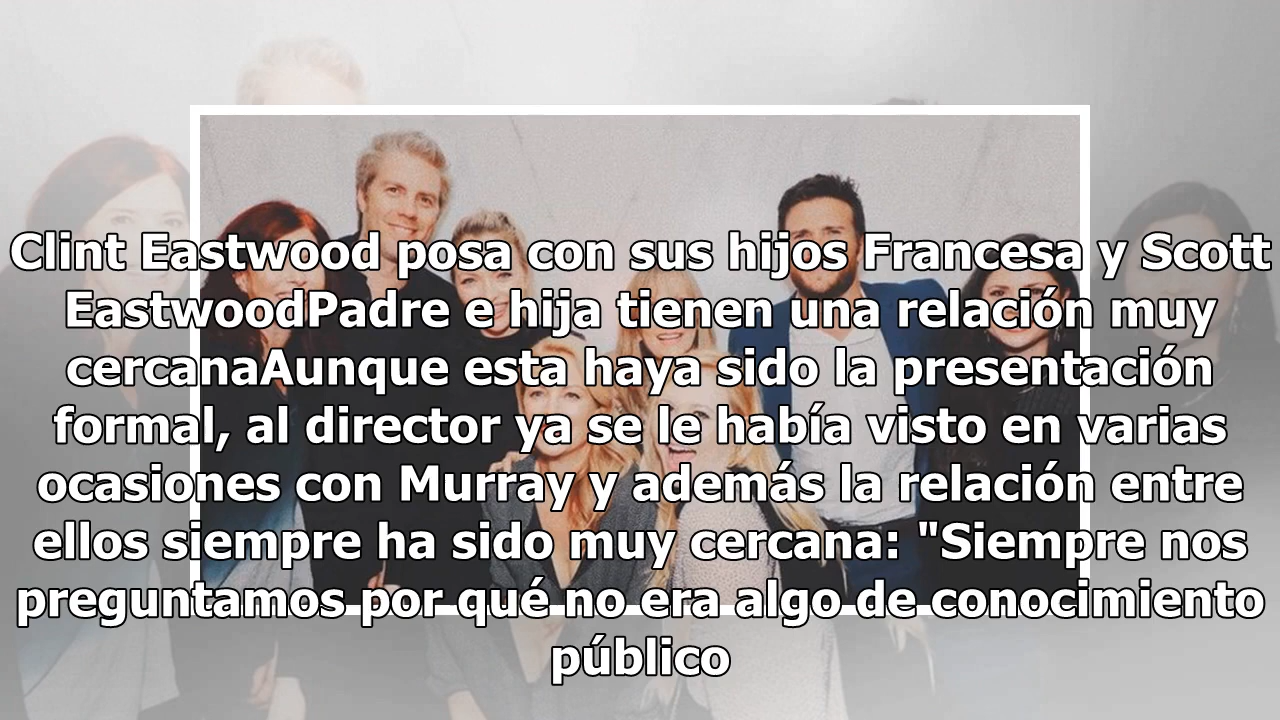 Clint Eastwood posa con sus hijos Francesa y Scott
EastwoodPadre e hija tienen una relación muy
cercanaAunque esta haya sido la presentación
formal, al director ya se le había visto en varias
ocasiones con Murray y además la relación entre
ellos siempre ha sido muy cercana: "Siempre nos
preguntamos por qué no era algo de conocimiento
público